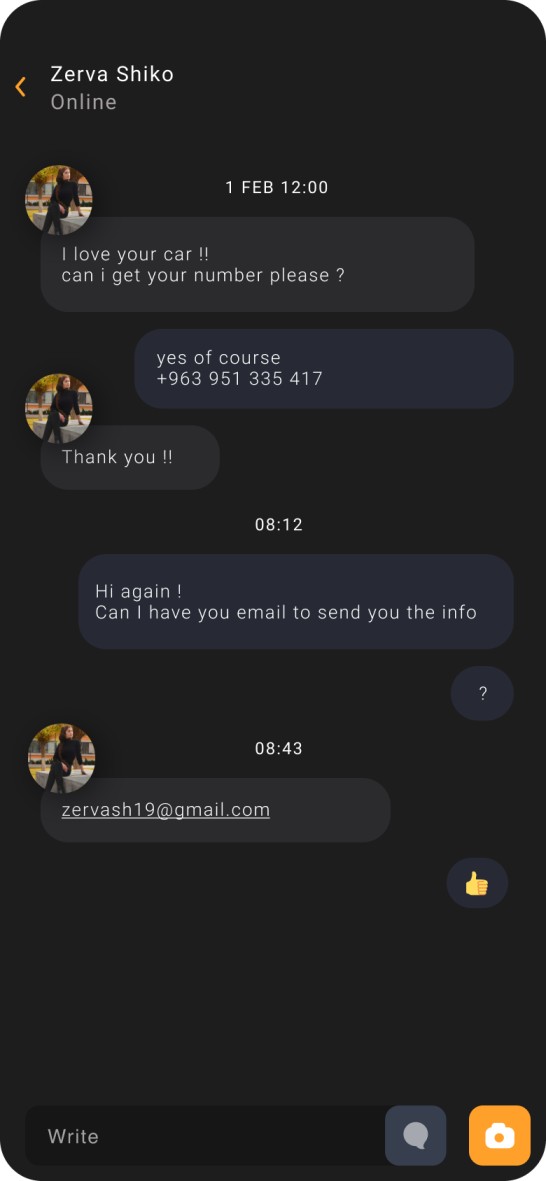 Zerva Shiko
Online
1 FEB 12:00
I love your car !!
can i get your number please ?
yes of course
+963 951 335 417
Thank you !!
08:12
Hi again !
Can I have you email to send you the info
?
08:43
zervash19@gmail.com
Write